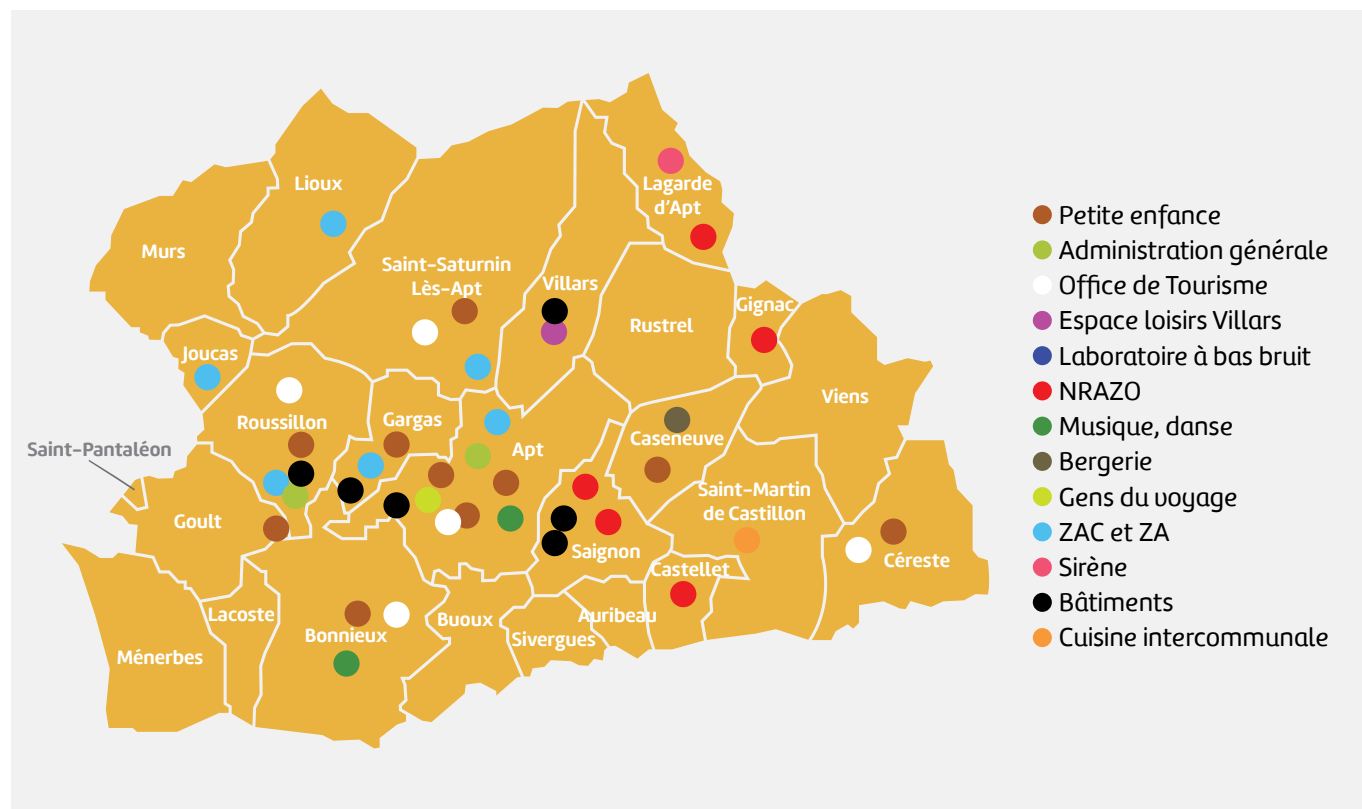 Lioux
Murs
Lagarde
d'Apt
Saint-Saturnin
Lès-Apt
Villars
Gignac
Rustrel
Joucas
Viens
Roussillon
Gargas
Apt
Caseneuve
Saint-Pantaléon
Goult
Saint-Martin
de Castillon
Saignon
Céreste
Castellet
Lacoste
Bonnieux
Buoux
Auribeau
Sivergues
Ménerbes
Petite enfance
Administration générale
Office de Tourisme
Espace loisirs Villars
Laboratoire à bas bruit
NRAZO
Musique, danse
Bergerie
Gens du voyage
ZAC et ZA
Sirène
Bâtiments
Cuisine intercommunale